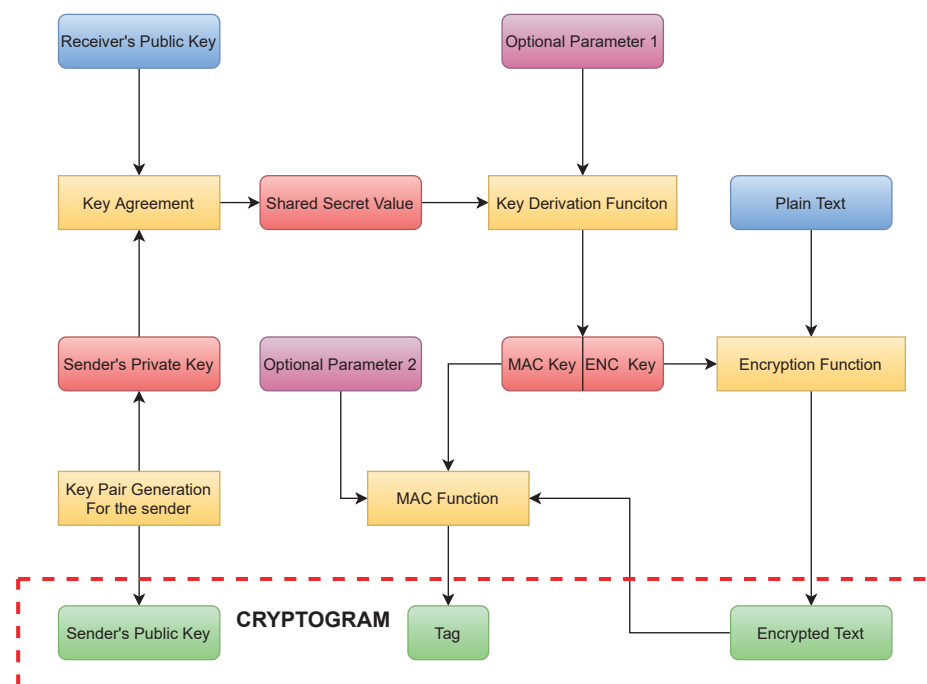 Receiver's Public Key
Optional Parameter 1
Key Agreement
Shared Secret Value
Key Derivation Funciton
Plain Text
Sender's Private Key
Optional Parameter 2
MAC Key
ENC Key
Encryption Function
Key Pair Generation
For the sender
MAC Function
CRYPTOGRAM
Sender's Public Key
Tag
Encrypted Text